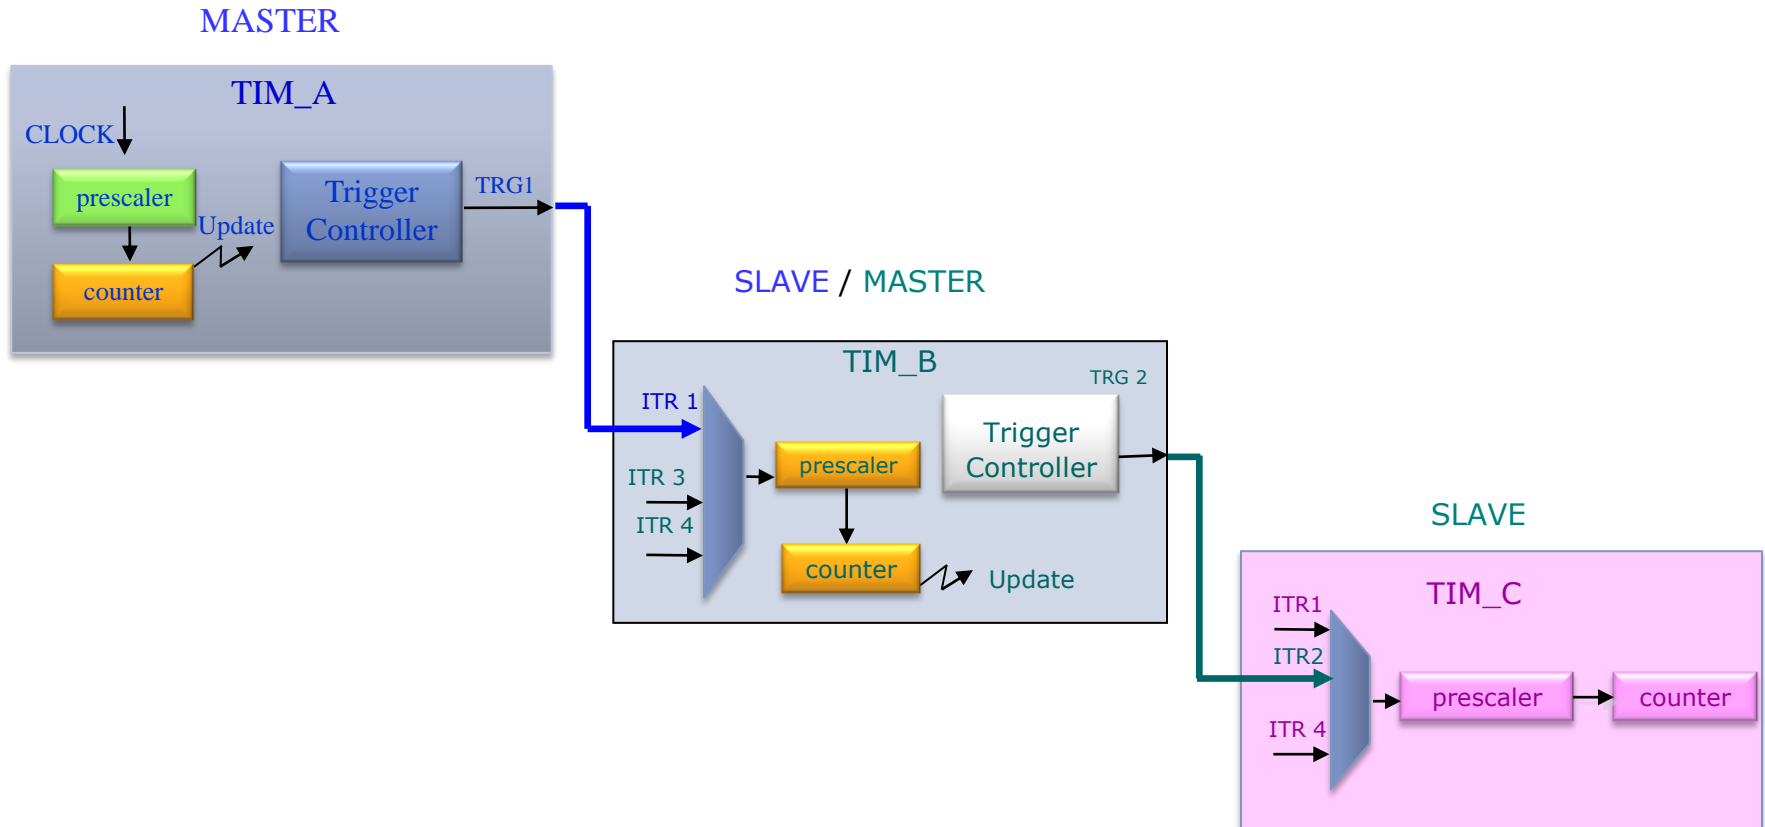 MASTER
TIM_A
CLOCK
prescaler
Update
counter
Trigger
Controller
TRG1
SLAVE / MASTER
TIM_B
TRG 2
ITR 1
ITR 3
ITR 4
prescaler
counter
Update
Trigger
Controller
SLAVE
TIM_C
ITR1
ITR2
ITR 4
prescaler
counter